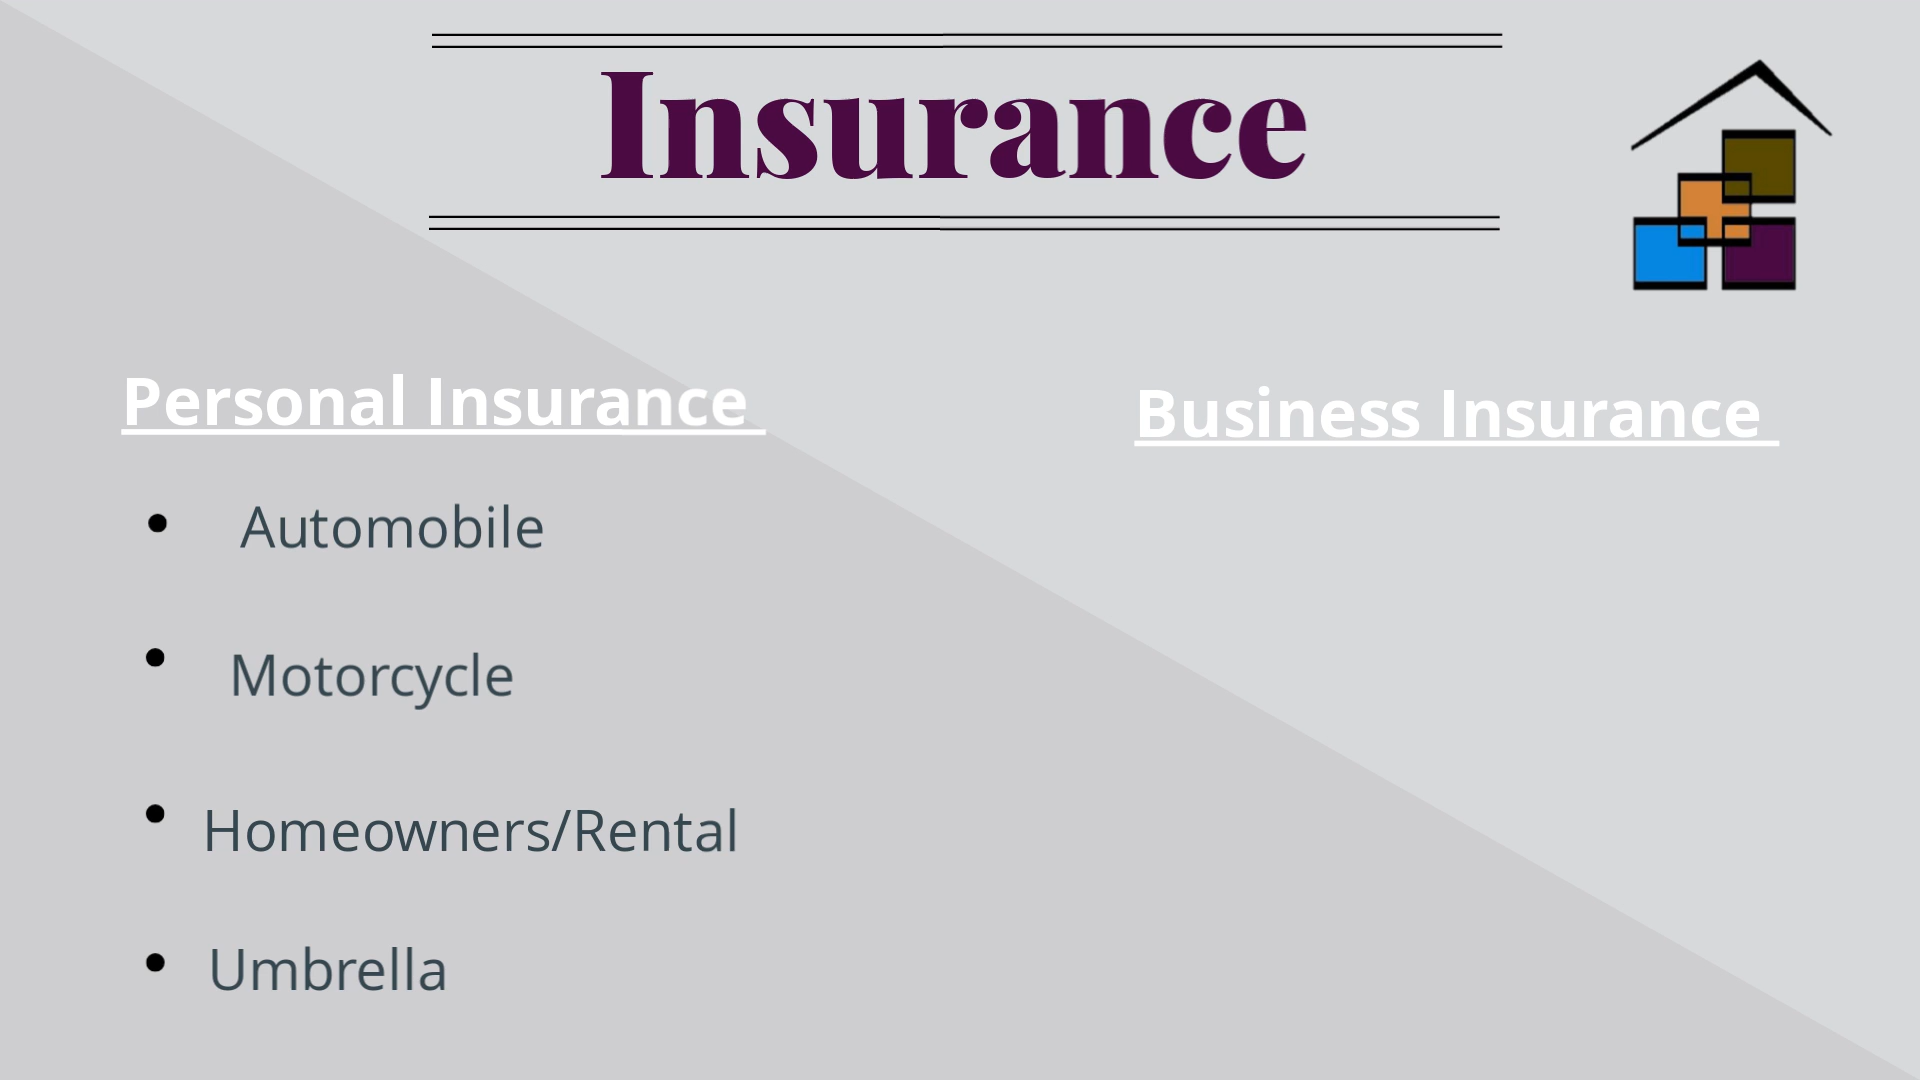 Insurance
Personal Insurance
Business Insurance
• Automobile
• Motorcycle
• Homeowners/Rental
• Umbrella